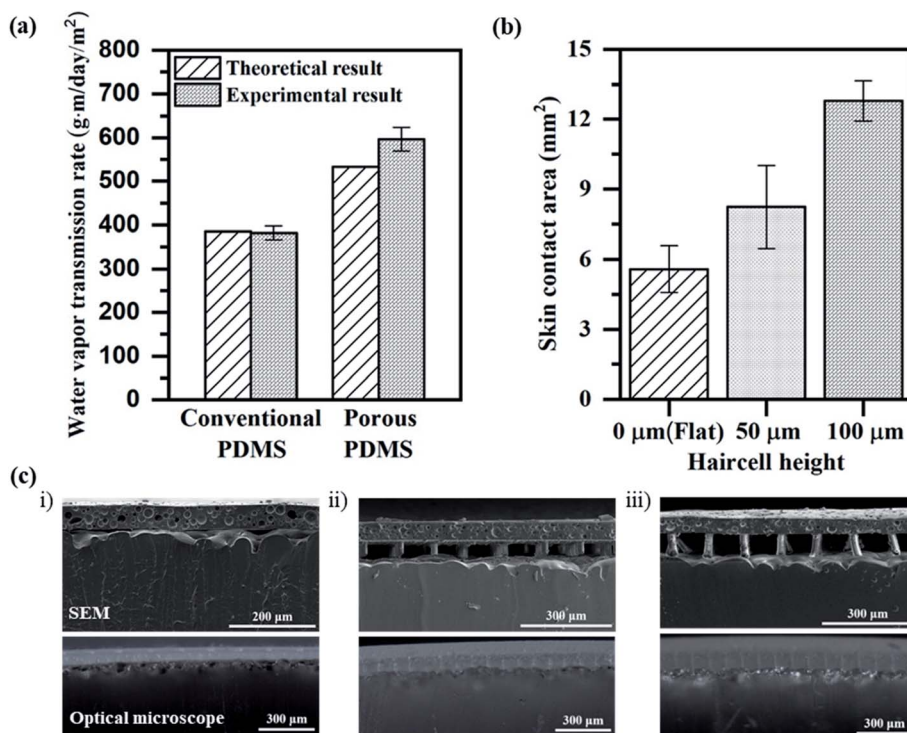 (a)
Water vapor transmission rate (g·m/day/m²)
800
700
600
500
400
300
200
100
0
Theoretical result
Experimental result
Conventional
PDMS
Porous
PDMS
(b)
Skin contact area (mm²)
15
12
9
6
3
0
0 μm(Flat) 50 μm 100 μm
Haircell height
(c)
i)
SEM
200 μm
Optical microscope
300 μm
ii)
300 μm
300 μm
iii)
300 μm
300 μm